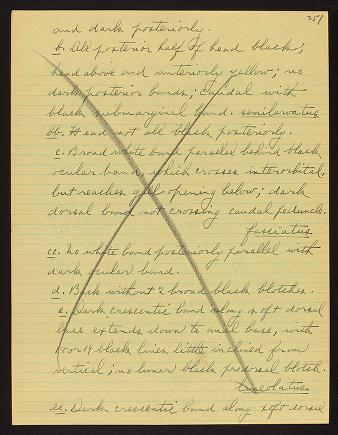 251
and dark posteriorly.
b. All posterior half of head black;
head above and anteriorly yellow; no
dark posterior bands; caudal with
black submarginal band. semilarvatus
bb. Head not all black posteriorly.
c. Broad white band parallel behind black
ocular band, which crosses interorbital,
but reaches gill opening below; dark
dorsal band not crossing caudal peduncle.
fasciatus
cc. No white band posteriorly parallel with
dark ocular band.
d. Back without 2 broad black blotches.
e. Dark crescentic band along soft dorsal
base extends down to anal base, with
18 or 19 black lines little inclined from
vertical; no lunar black predorsal blotch.
lineolatus
ee. Dark crescentic band along soft dorsal